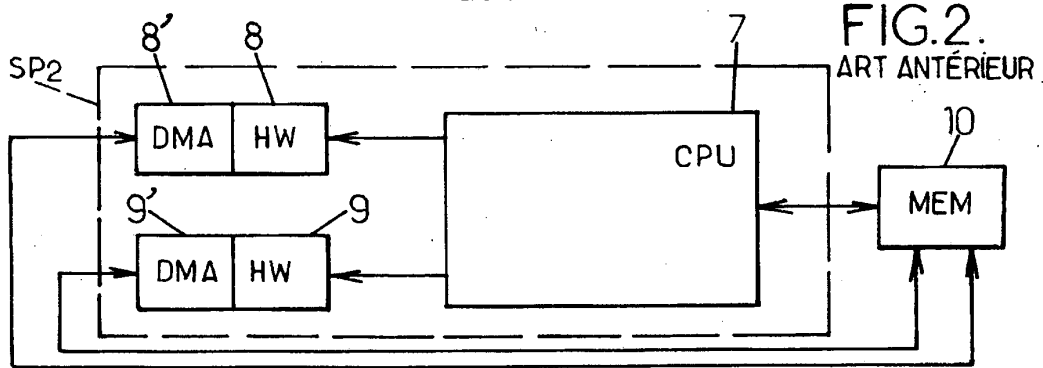 FIG.2.
ART ANTÉRIEUR
8' 8 7
SP2
DMA HW
CPU
10
MEM
9' 9
DMA HW